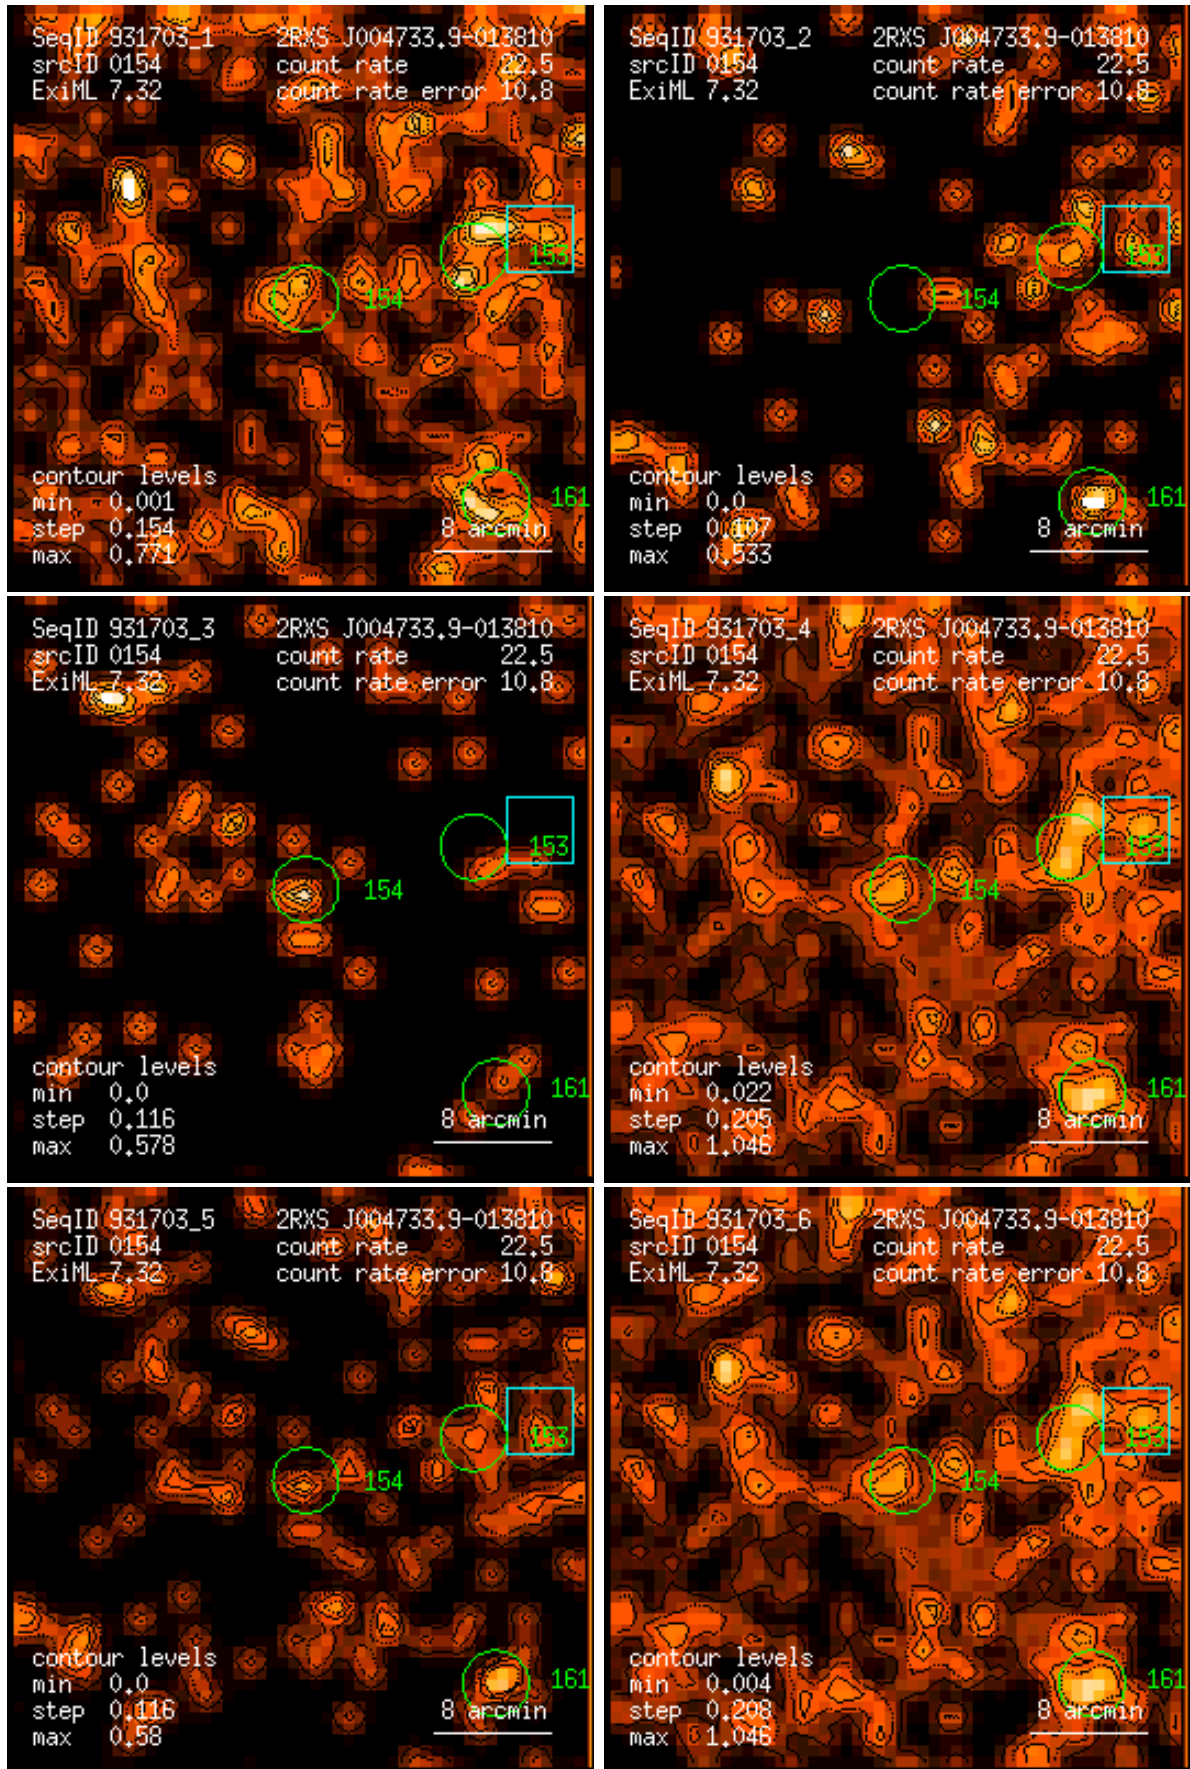 SeqID 931703_1 2RXS J004733.9-013810
srcID 0154 count rate 22.5
ExiML 7.32 count rate error 10.8
153
154
contour levels
min 0.001 161
step 0.154 8 arcmin
max 0.771
SeqID 931703_2 2RXS J004733.9-013810
srcID 0154 count rate 22.5
ExiML 7.32 count rate error 10.8
153
154
contour levels
min 0.0 161
step 0.107 8 arcmin
max 0.533
SeqID 931703_3 2RXS J004733.9-013810
srcID 0154 count rate 22.5
ExiML 7.32 count rate error 10.8
153
154
contour levels
min 0.0 161
step 0.116 8 arcmin
max 0.578
SeqID 931703_4 2RXS J004733.9-013810
srcID 0154 count rate 22.5
ExiML 7.32 count rate error 10.8
153
154
contour levels
min 0.022 161
step 0.205 8 arcmin
max 1.046
SeqID 931703_5 2RXS J004733.9-013810
srcID 0154 count rate 22.5
ExiML 7.32 count rate error 10.8
153
154
contour levels
min 0.0 161
step 0.116 8 arcmin
max 0.58
SeqID 931703_6 2RXS J004733.9-013810
srcID 0154 count rate 22.5
ExiML 7.32 count rate error 10.8
153
154
contour levels
min 0.004 161
step 0.208 8 arcmin
max 1.046